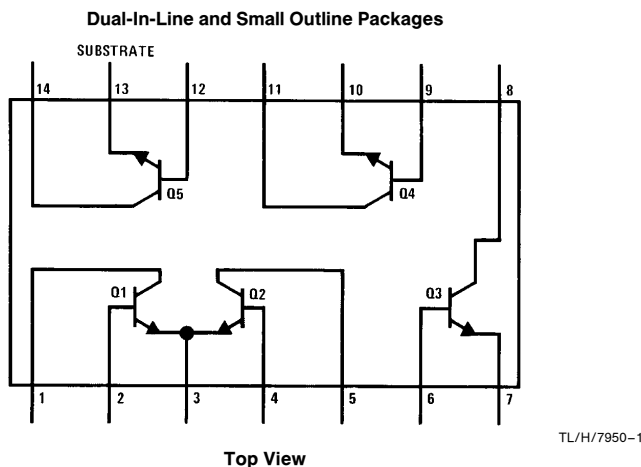 Dual-In-Line and Small Outline Packages
SUBSTRATE
14 13 12 11 10 9 8
Q5 Q4
Q1 Q2 Q3
1 2 3 4 5 6 7
TL/H/7950–1
Top View